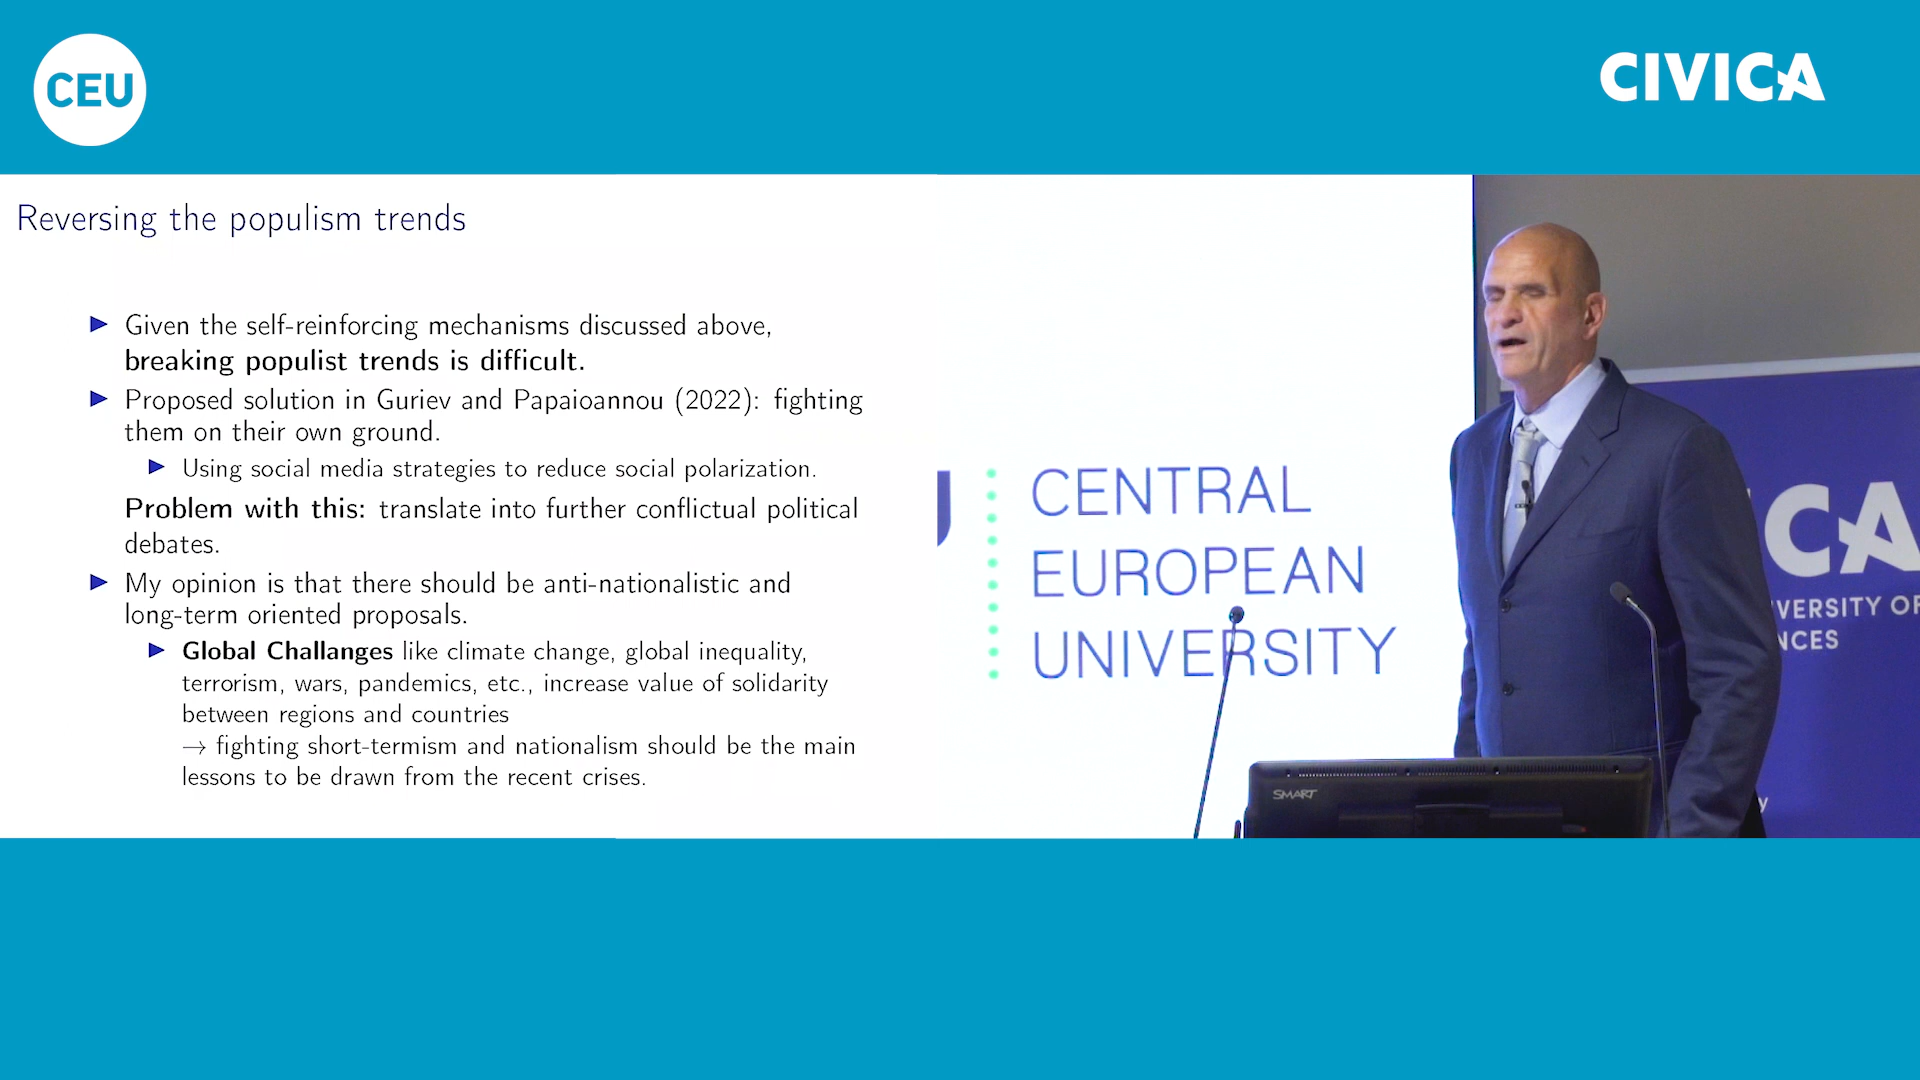 CEU
CIVICA
Reversing the populism trends
Given the self-reinforcing mechanisms discussed above,
breaking populist trends is difficult.
Proposed solution in Guriev and Papaioannou (2022): fighting
them on their own ground.
Using social media strategies to reduce social polarization.
Problem with this: translate into further conflictual political
debates.
My opinion is that there should be anti-nationalistic and
long-term oriented proposals.
Global Challanges like climate change, global inequality,
terrorism, wars, pandemics, etc., increase value of solidarity
between regions and countries
→ fighting short-termism and nationalism should be the main
lessons to be drawn from the recent crises.
CENTRAL
EUROPEAN
UNIVERSITY
SMART
ICA
VERSITY OF
NCES
y